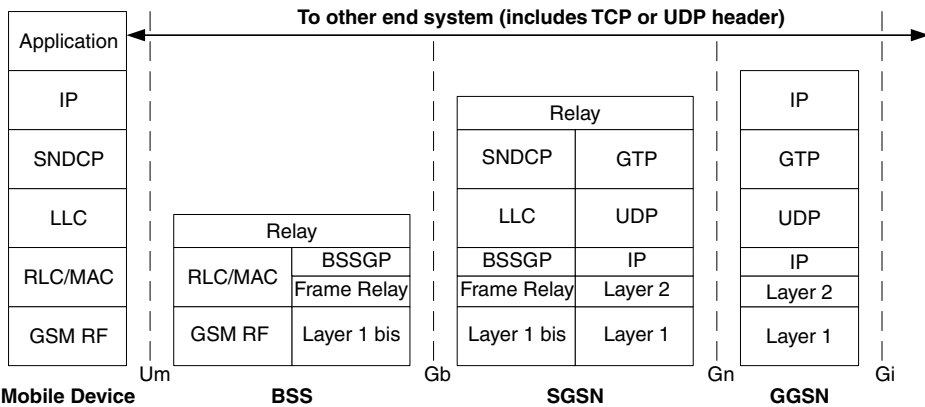 To other end system (includes TCP or UDP header)
Application
IP
SNDCP
LLC
RLC/MAC
GSM RF
Mobile Device
Um
Relay
RLC/MAC
BSSGP
Frame Relay
GSM RF
Layer 1 bis
BSS
Gb
Relay
SNDCP
GTP
LLC
UDP
BSSGP
IP
Frame Relay
Layer 2
Layer 1 bis
Layer 1
SGSN
Gn
IP
GTP
UDP
IP
Layer 2
Layer 1
GGSN
Gi